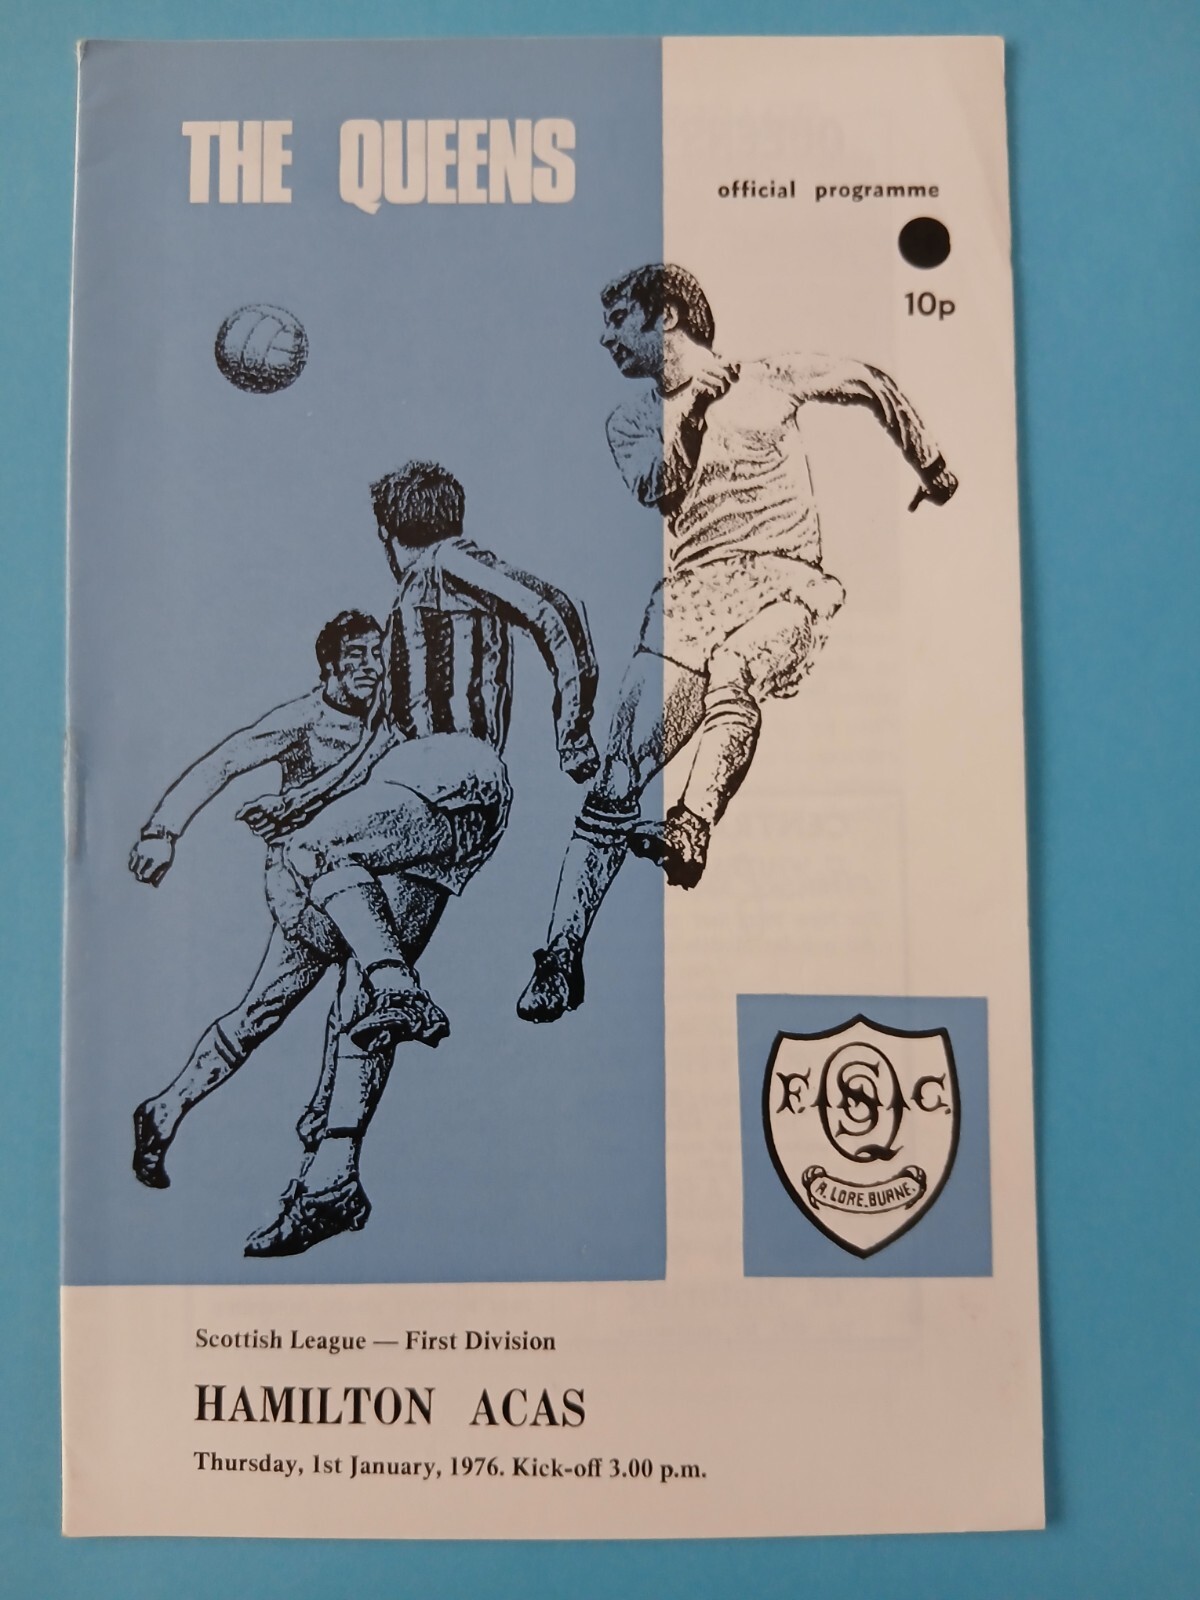 THE QUEENS
official programme
10p
F. QSFC C.
A. LORE.BURNE.
Scottish League — First Division
HAMILTON ACAS
Thursday, 1st January, 1976. Kick-off 3.00 p.m.